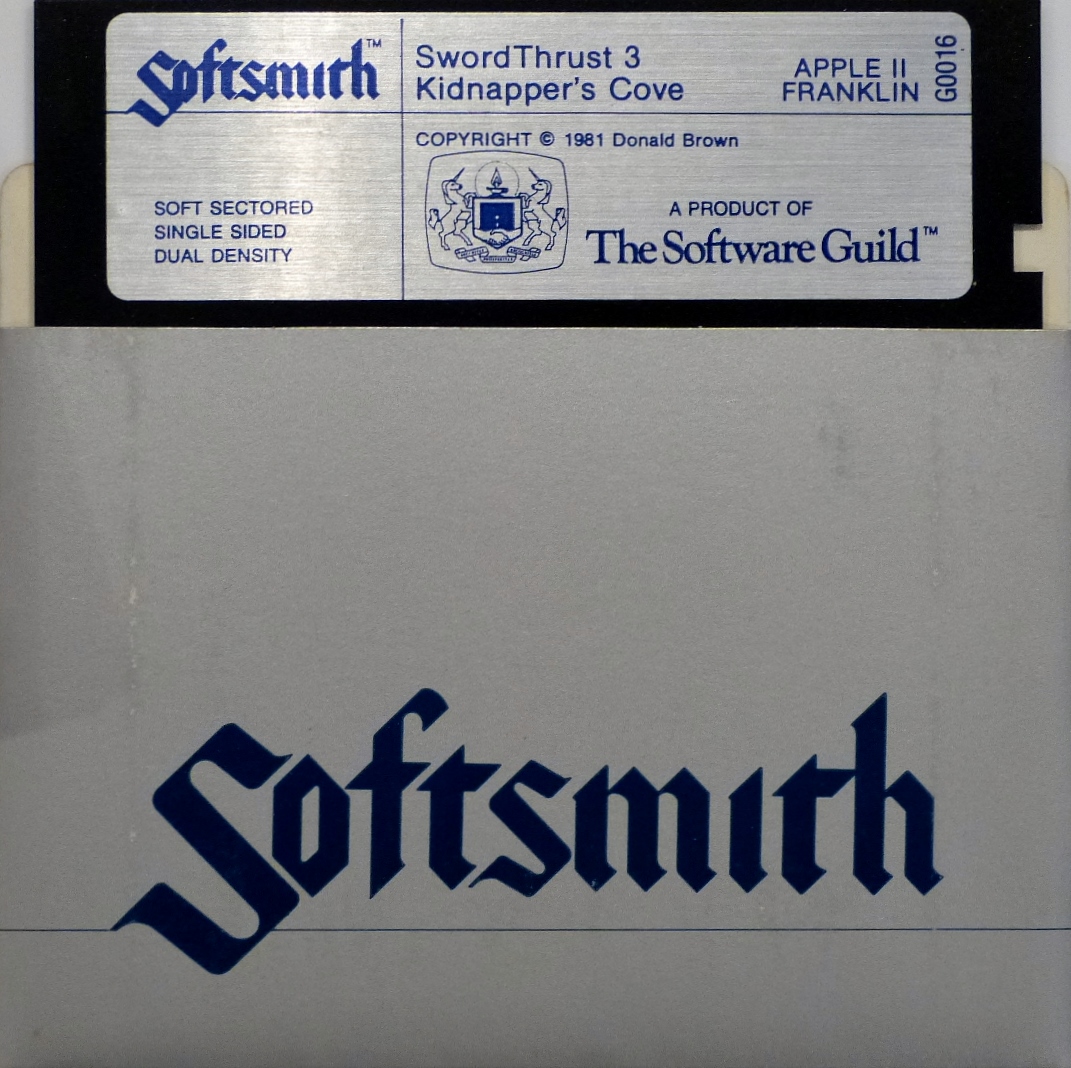 Softsmith™
SwordThrust 3
Kidnapper's Cove
APPLE II
FRANKLIN
G0016
COPYRIGHT © 1981 Donald Brown
SOFT SECTORED
SINGLE SIDED
DUAL DENSITY
A PRODUCT OF
The Software Guild™
Softsmith